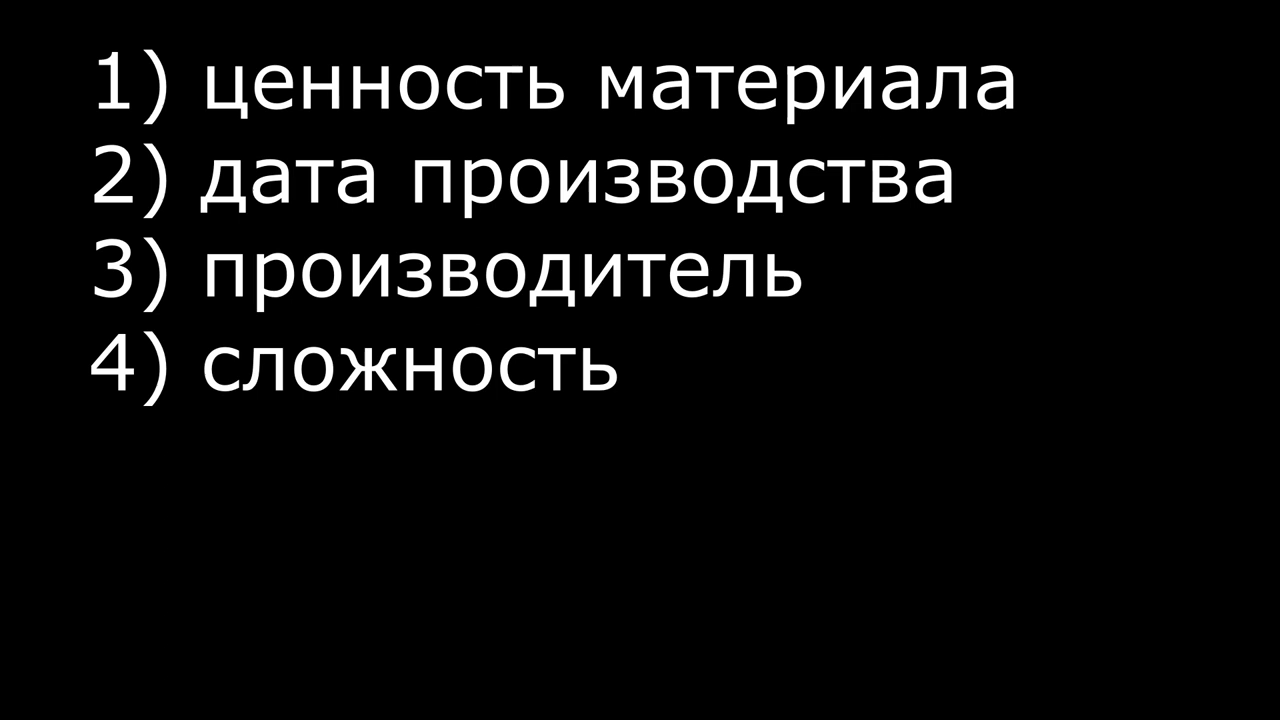 1) ценность материала
2) дата производства
3) производитель
4) сложность